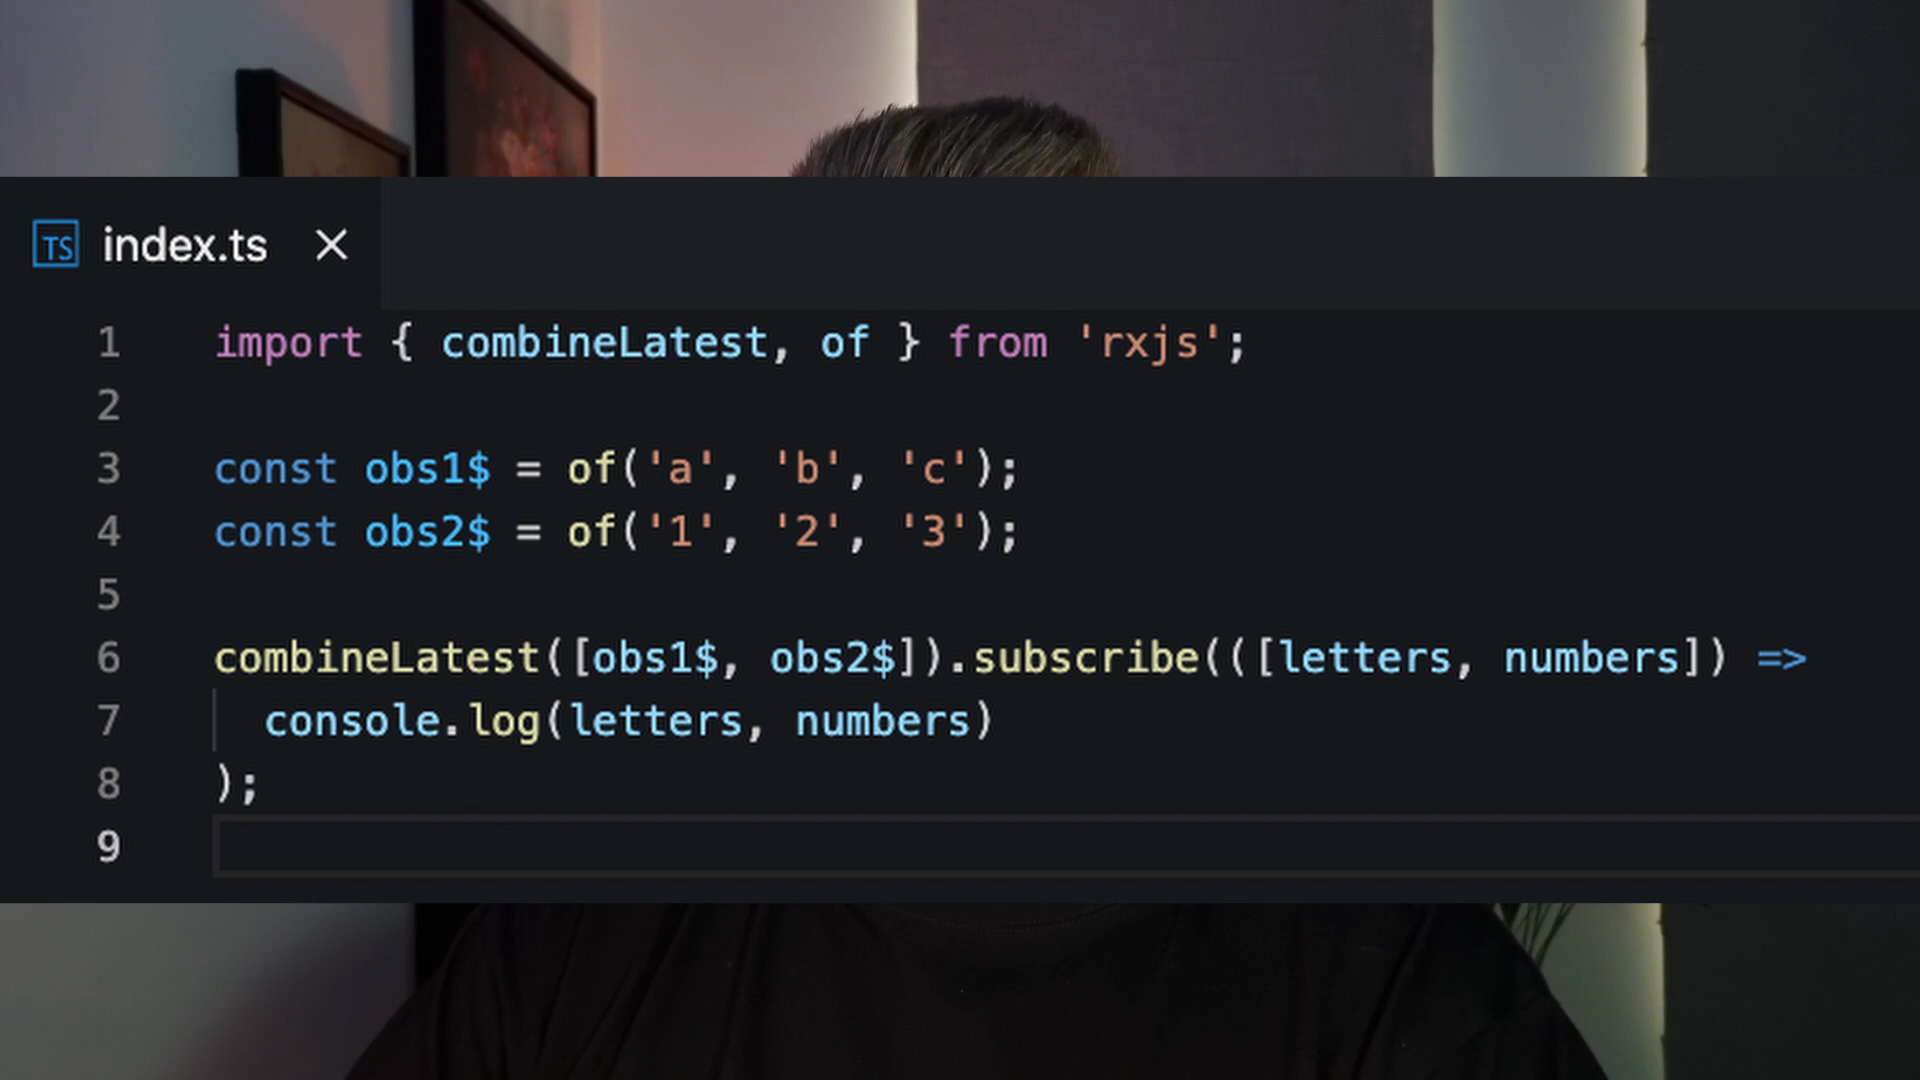 TS index.ts
1 import { combineLatest, of } from 'rxjs';
2
3 const obs1$ = of('a', 'b', 'c');
4 const obs2$ = of('1', '2', '3');
5
6 combineLatest([obs1$, obs2$]).subscribe(([letters, numbers]) =>
7   console.log(letters, numbers)
8 );
9